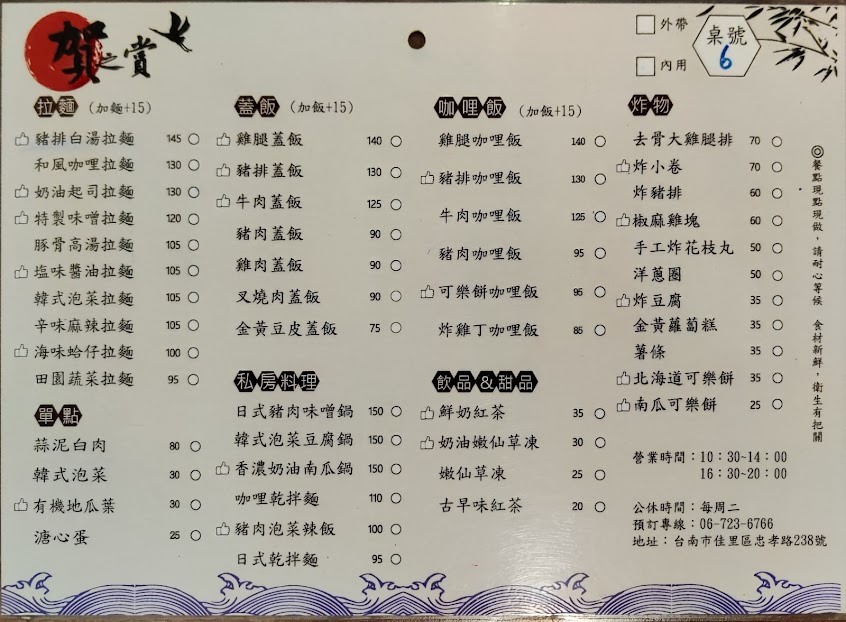 賀之賞
外帶
內用
桌號
6
拉麵 (加麵+15)
豬排白湯拉麵 145
和風咖哩拉麵 130
奶油起司拉麵 130
特製味噌拉麵 120
豚骨高湯拉麵 105
塩味醬油拉麵 105
韓式泡菜拉麵 105
辛味麻辣拉麵 105
海味蛤仔拉麵 100
田園蔬菜拉麵 95
單點
蒜泥白肉 80
韓式泡菜 30
有機地瓜葉 30
溏心蛋 25
蓋飯 (加飯+15)
雞腿蓋飯 140
豬排蓋飯 130
牛肉蓋飯 125
豬肉蓋飯 90
雞肉蓋飯 90
叉燒肉蓋飯 90
金黃豆皮蓋飯 75
私房料理
日式豬肉味噌鍋 150
韓式泡菜豆腐鍋 150
香濃奶油南瓜鍋 150
咖哩乾拌麵 110
豬肉泡菜辣飯 100
日式乾拌麵 95
咖哩飯 (加飯+15)
雞腿咖哩飯 140
豬排咖哩飯 130
牛肉咖哩飯 125
豬肉咖哩飯 95
可樂餅咖哩飯 95
炸雞丁咖哩飯 85
飲品&甜品
鮮奶紅茶 35
奶油嫩仙草凍 30
嫩仙草凍 25
古早味紅茶 20
炸物
去骨大雞腿排 70
炸小卷 70
炸豬排 60
椒麻雞塊 60
手工炸花枝丸 50
洋蔥圈 50
炸豆腐 35
金黃蘿蔔糕 35
薯條 35
北海道可樂餅 35
南瓜可樂餅 25
◎餐點現點現做，請耐心等候 食材新鮮，衛生有把關
營業時間：10：30~14：00
16：30~20：00
公休時間：每周二
預訂專線：06-723-6766
地址：台南市佳里區忠孝路238號